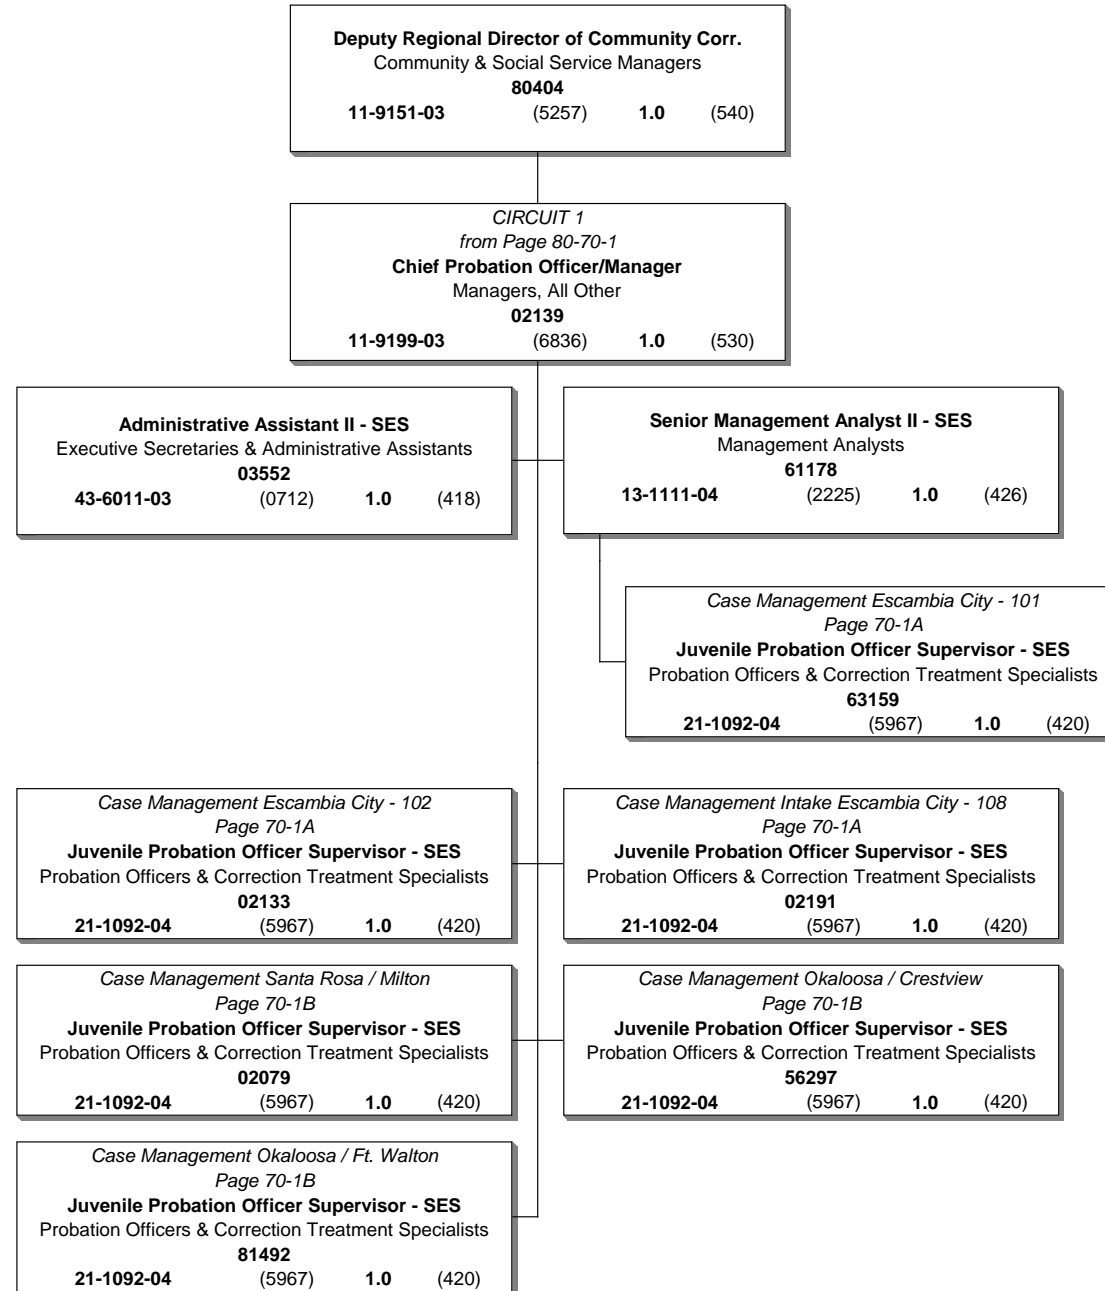 Deputy Regional Director of Community Corr.
Community & Social Service Managers
80404
11-9151-03 (5257) 1.0 (540)
CIRCUIT 1
from Page 80-70-1
Chief Probation Officer/Manager
Managers, All Other
02139
11-9199-03 (6836) 1.0 (530)
Administrative Assistant II - SES
Executive Secretaries & Administrative Assistants
03552
43-6011-03 (0712) 1.0 (418)
Senior Management Analyst II - SES
Management Analysts
61178
13-1111-04 (2225) 1.0 (426)
Case Management Escambia City - 101
Page 70-1A
Juvenile Probation Officer Supervisor - SES
Probation Officers & Correction Treatment Specialists
63159
21-1092-04 (5967) 1.0 (420)
Case Management Escambia City - 102
Page 70-1A
Juvenile Probation Officer Supervisor - SES
Probation Officers & Correction Treatment Specialists
02133
21-1092-04 (5967) 1.0 (420)
Case Management Intake Escambia City - 108
Page 70-1A
Juvenile Probation Officer Supervisor - SES
Probation Officers & Correction Treatment Specialists
02191
21-1092-04 (5967) 1.0 (420)
Case Management Santa Rosa / Milton
Page 70-1B
Juvenile Probation Officer Supervisor - SES
Probation Officers & Correction Treatment Specialists
02079
21-1092-04 (5967) 1.0 (420)
Case Management Okaloosa / Crestview
Page 70-1B
Juvenile Probation Officer Supervisor - SES
Probation Officers & Correction Treatment Specialists
56297
21-1092-04 (5967) 1.0 (420)
Case Management Okaloosa / Ft. Walton
Page 70-1B
Juvenile Probation Officer Supervisor - SES
Probation Officers & Correction Treatment Specialists
81492
21-1092-04 (5967) 1.0 (420)